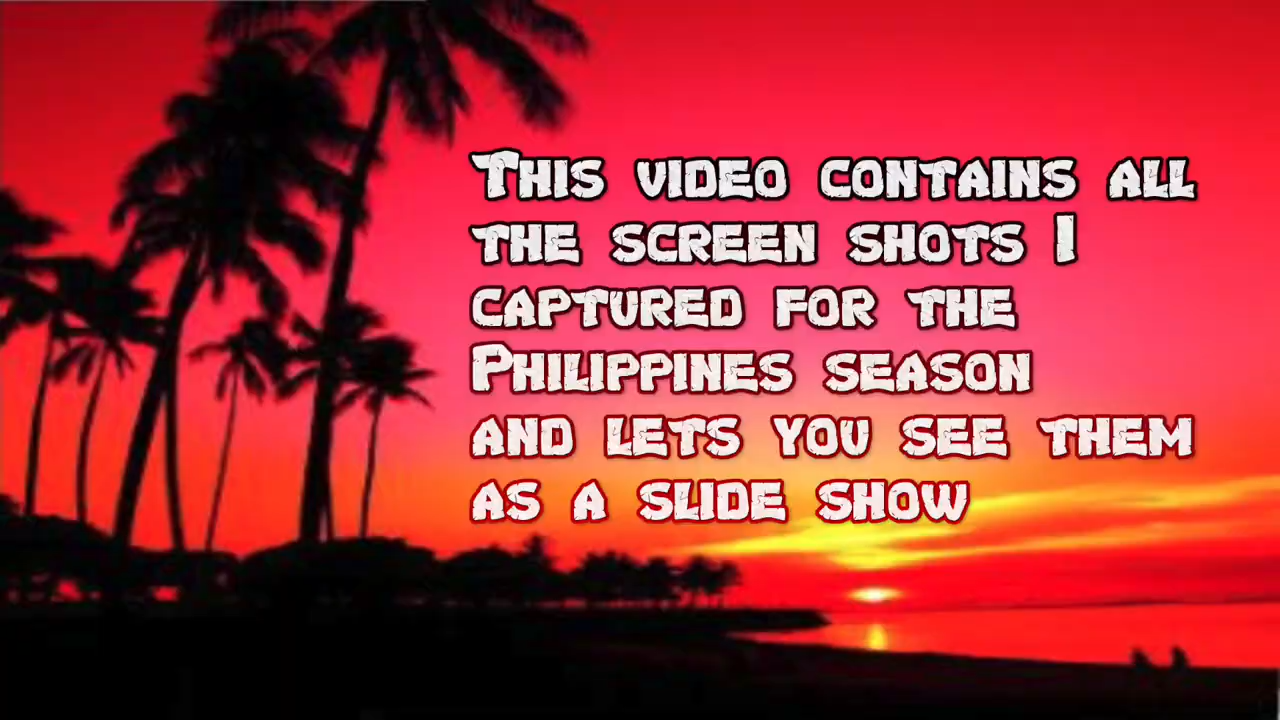 This video contains all
the screen shots I
captured for the
Philippines season
and lets you see them
as a slide show